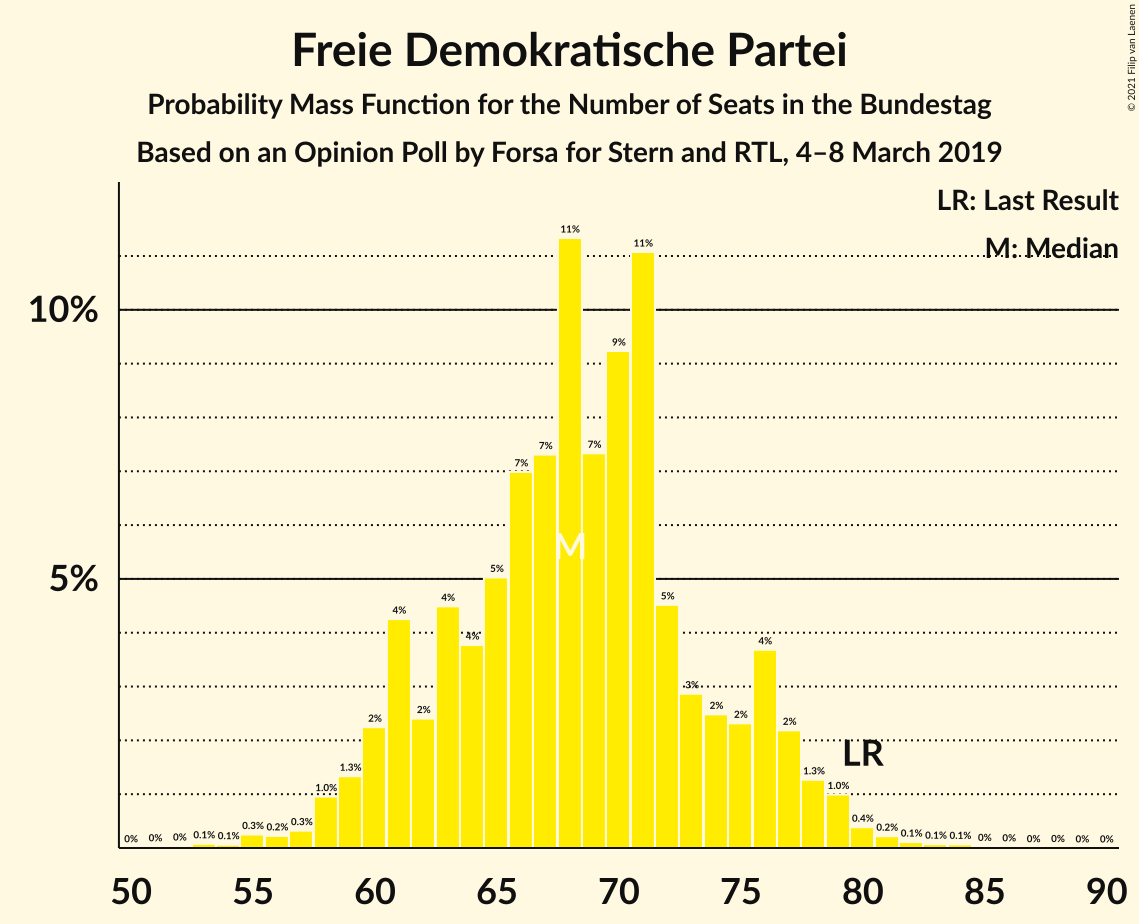 Freie Demokratische Partei
Probability Mass Function for the Number of Seats in the Bundestag
Based on an Opinion Poll by Forsa for Stern and RTL, 4–8 March 2019
© 2021 Filip van Laenen
LR: Last Result
M: Median
10%
5%
0% 0% 0% 0.1% 0.1% 0.3% 0.2% 0.3% 1.0% 1.3% 2% 4% 2% 4% 4% 5% 7% 7% 11% 7% 9% 11% 5% 3% 2% 2% 4% 2% 1.3% 1.0% 0.4% 0.2% 0.1% 0.1% 0.1% 0% 0% 0% 0% 0% 0%
M
LR
50 55 60 65 70 75 80 85 90